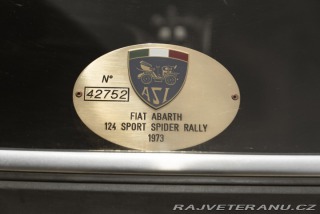 N°
42752
ASI
FIAT ABARTH
124 SPORT SPIDER RALLY
1973
RAJVETERANU.CZ